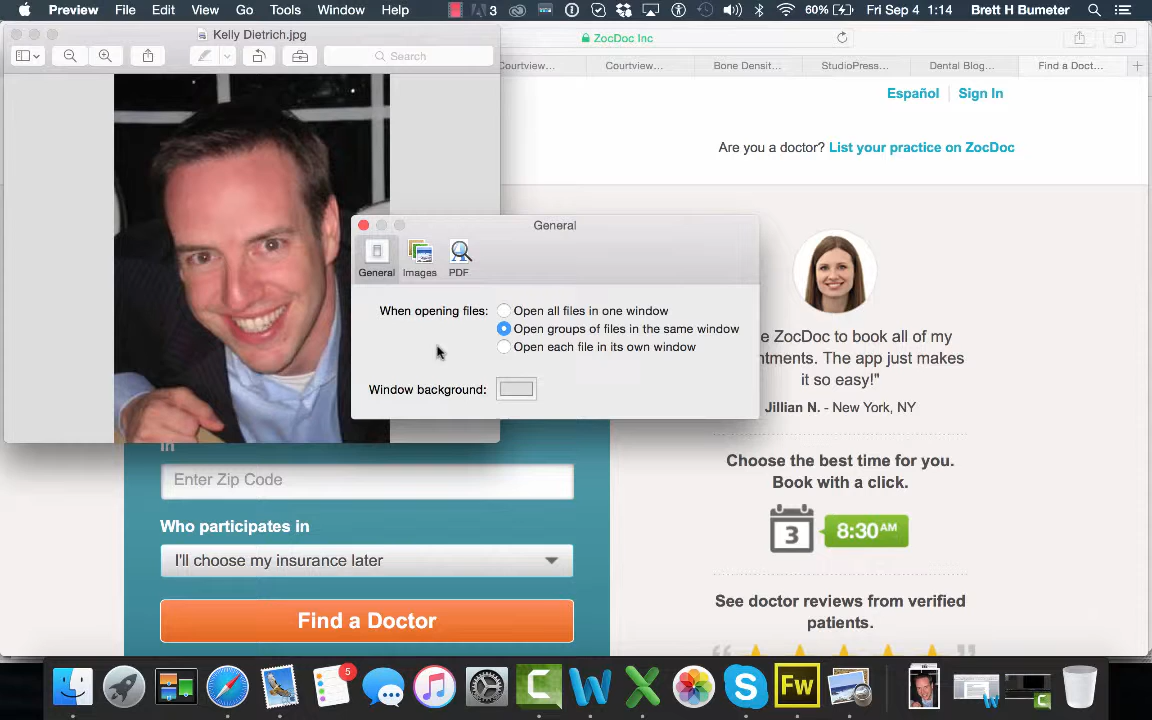 Preview File Edit View Go Tools Window Help 3 60% Fri Sep 4 1:14 Brett H Bumeter
Kelly Dietrich.jpg
Search
ZocDoc Inc
Courtview... Courtview... Bone Densit... StudioPress... Dental Blog... Find a Doct...
Español Sign In
Are you a doctor? List your practice on ZocDoc
General
General Images PDF
When opening files: Open all files in one window
Open groups of files in the same window
Open each file in its own window
Window background:
e ZocDoc to book all of my
ntments. The app just makes
it so easy!"
Jillian N. - New York, NY
in
Enter Zip Code
Who participates in
I'll choose my insurance later
Find a Doctor
Choose the best time for you.
Book with a click.
3 8:30AM
See doctor reviews from verified
patients.
5
Fw